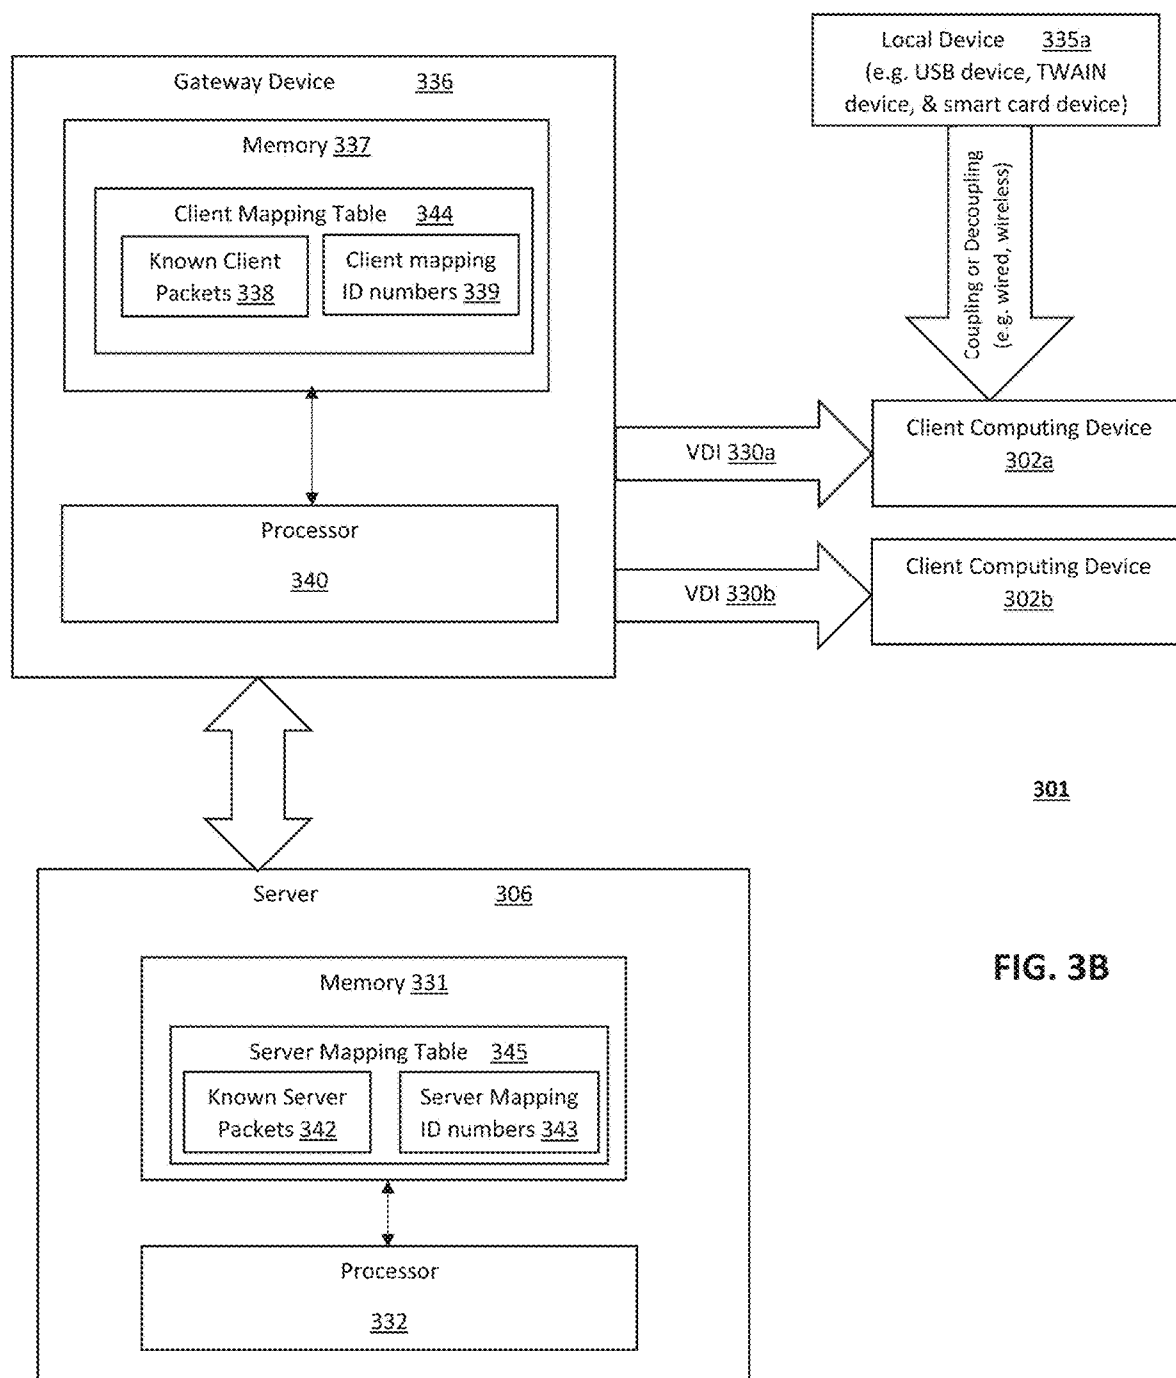 Local Device 335a
(e.g. USB device, TWAIN
device, & smart card device)
Gateway Device 336
Memory 337
Client Mapping Table 344
Known Client
Packets 338
Client mapping
ID numbers 339
Coupling or Decoupling
(e.g. wired, wireless)
VDI 330a
Client Computing Device
302a
Processor
340
VDI 330b
Client Computing Device
302b
301
Server 306
Memory 331
Server Mapping Table 345
Known Server
Packets 342
Server Mapping
ID numbers 343
FIG. 3B
Processor
332